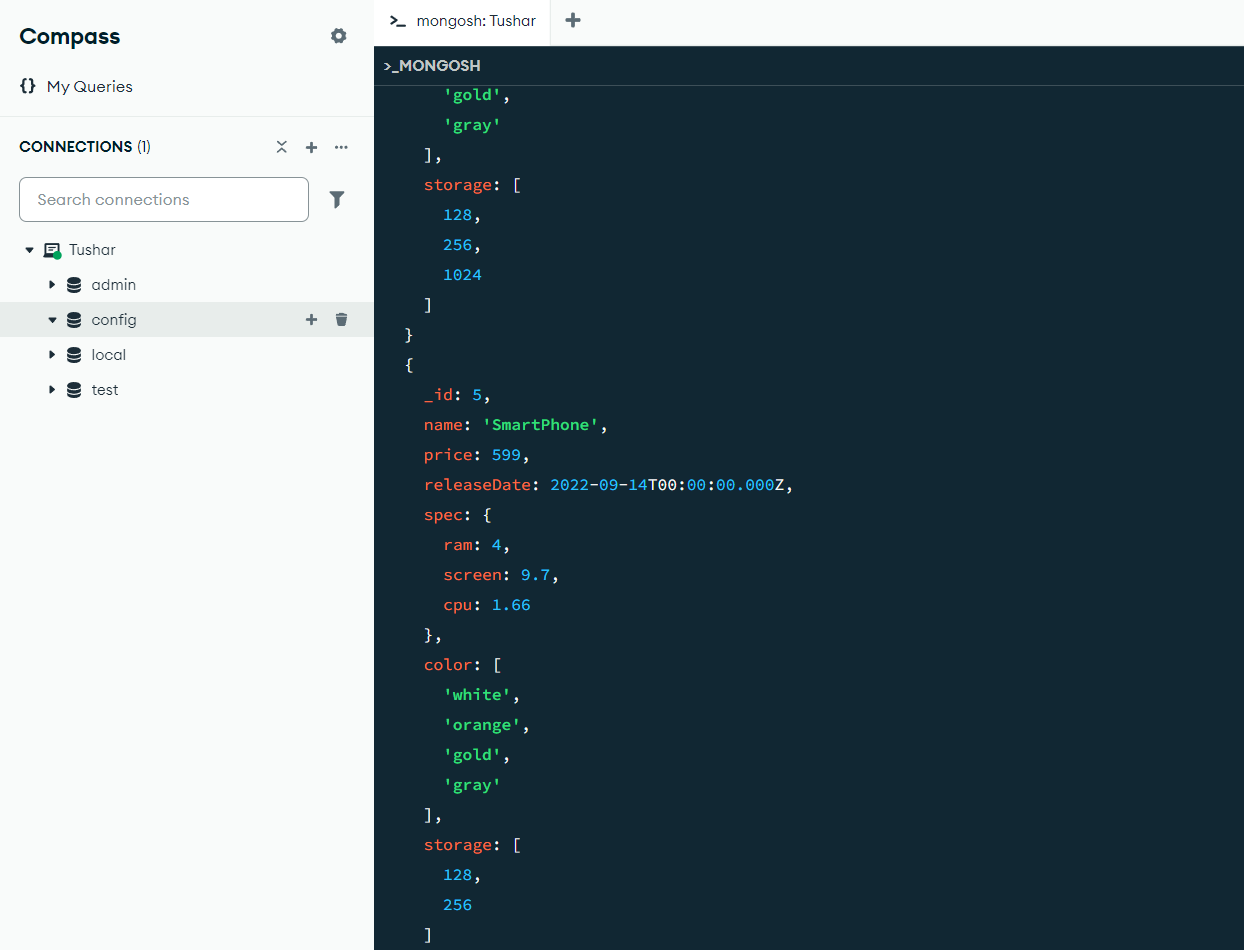 Compass
My Queries
CONNECTIONS (1)
Search connections
Tushar
admin
config
local
test
mongosh: Tushar
>_MONGOSH
'gold',
'gray'
],
storage: [
128,
256,
1024
]
}
{
_id: 5,
name: 'SmartPhone',
price: 599,
releaseDate: 2022-09-14T00:00:00.000Z,
spec: {
ram: 4,
screen: 9.7,
cpu: 1.66
},
color: [
'white',
'orange',
'gold',
'gray'
],
storage: [
128,
256
]